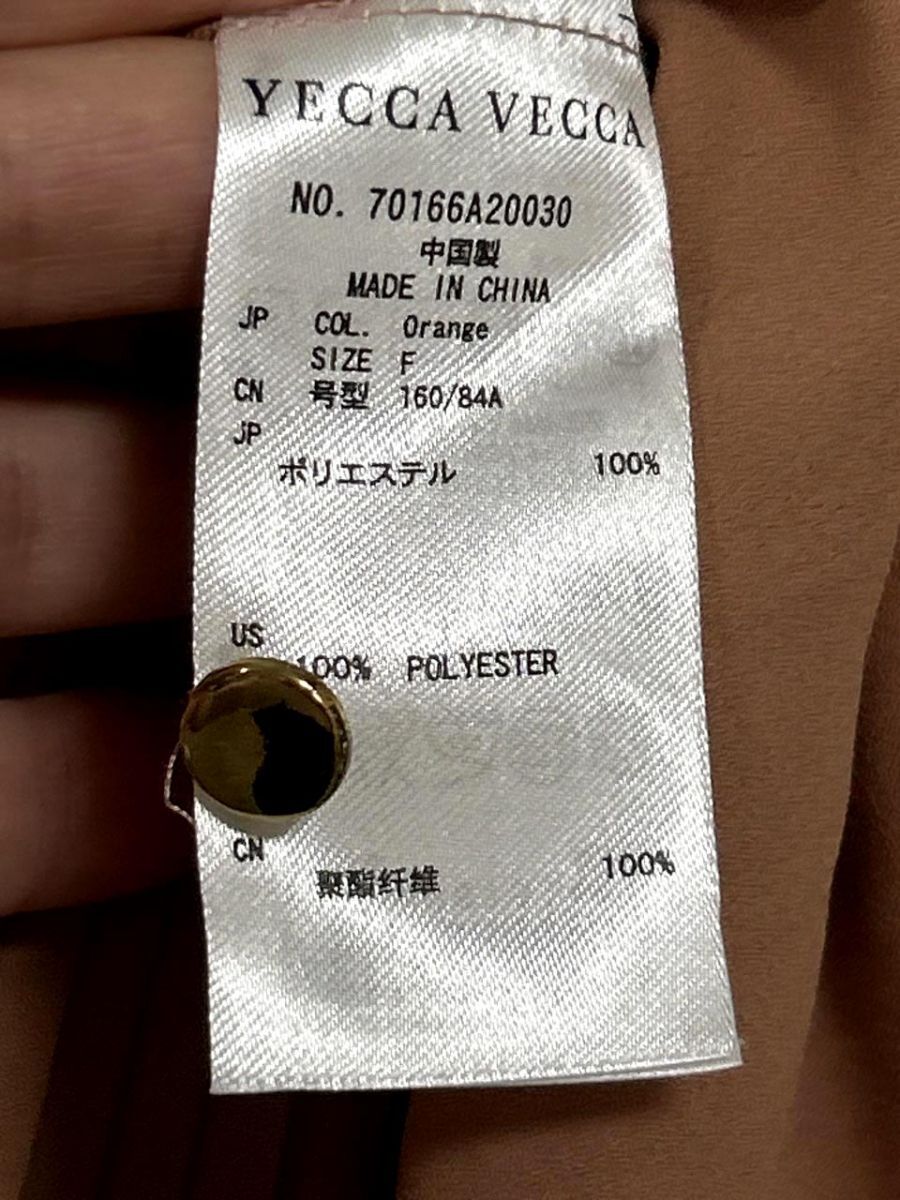 YECCA VECCA
NO. 70166A20030
中国製
MADE IN CHINA
JP COL. Orange
SIZE F
CN 号型 160/84A
JP
ポリエステル 100%
US
100% POLYESTER
CN
聚酯纤维 100%